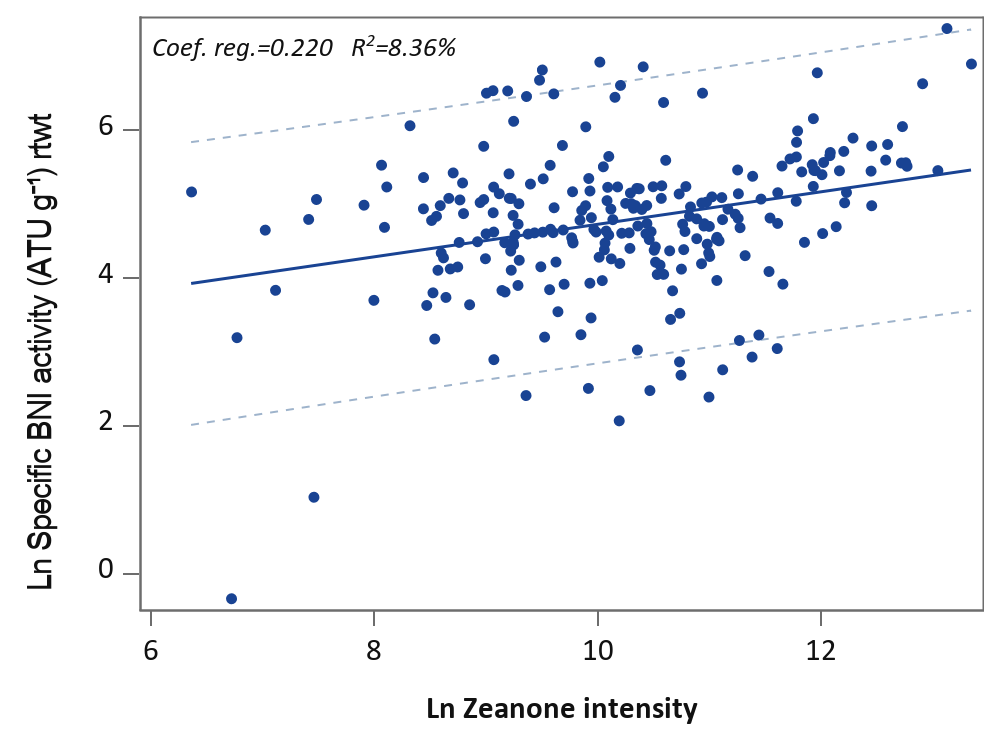 Coef. reg.=0.220 R²=8.36%
Ln Specific BNI activity (ATU g⁻¹) rtwt
6
4
2
0
6 8 10 12
Ln Zeanone intensity